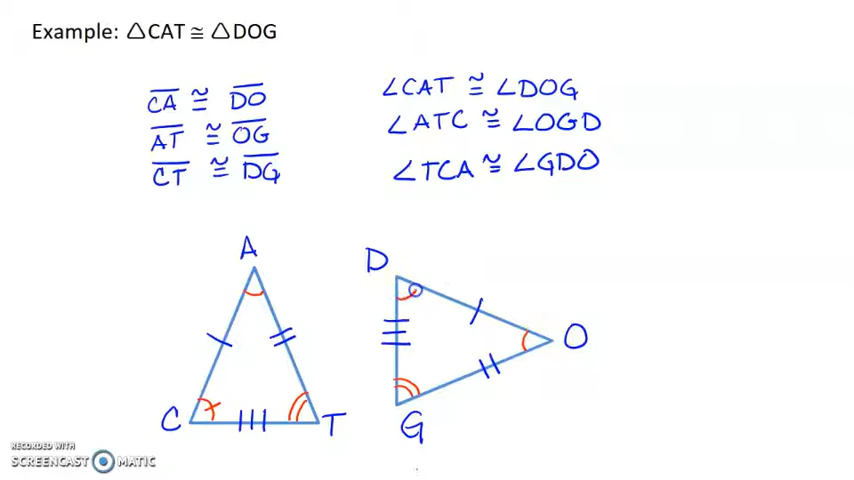 Example: △CAT ≅ △DOG
CA ≅ DO
AT ≅ OG
CT ≅ DG
∠CAT ≅ ∠DOG
∠ATC ≅ ∠OGD
∠TCA ≅ ∠GDO
A
D
O
C
T
G
RECORDED WITH
SCREENCAST MATIC